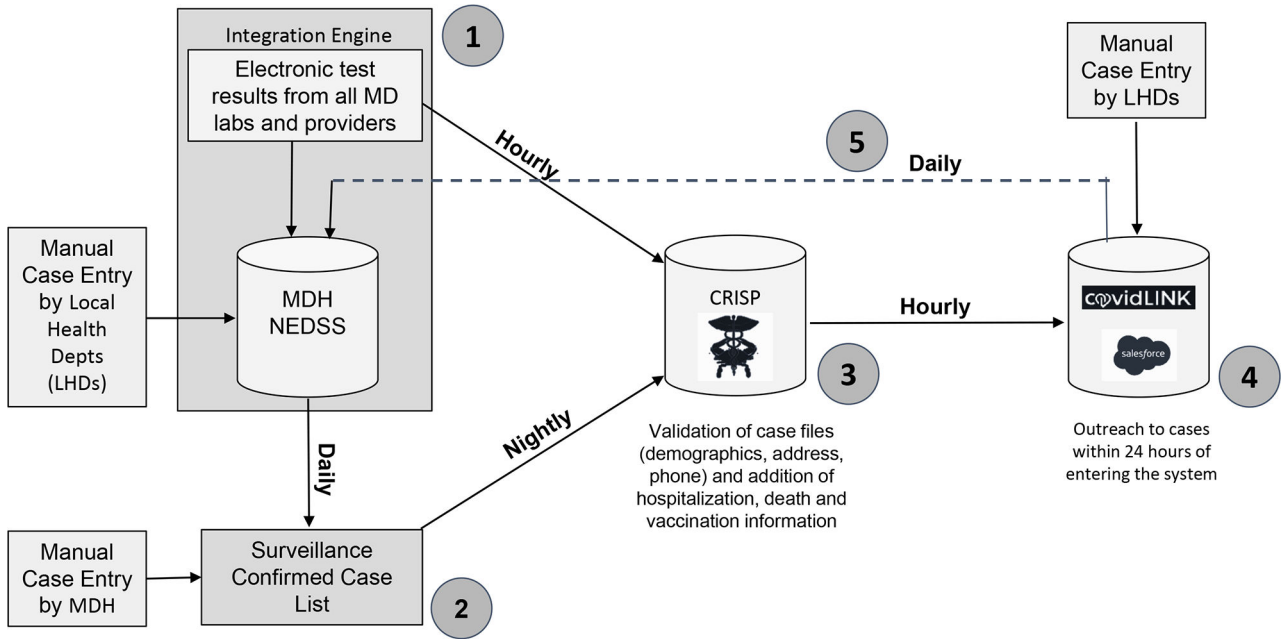 Integration Engine
1
Electronic test
results from all MD
labs and providers
Manual
Case Entry
by LHDs
5
Hourly
Daily
Manual
Case Entry
by Local
Health
Depts
(LHDs)
MDH
NEDSS
CRISP
Hourly
covidLINK
salesforce
3
4
Daily
Nightly
Validation of case files
(demographics, address,
phone) and addition of
hospitalization, death and
vaccination information
Outreach to cases
within 24 hours of
entering the system
Manual
Case Entry
by MDH
Surveillance
Confirmed Case
List
2